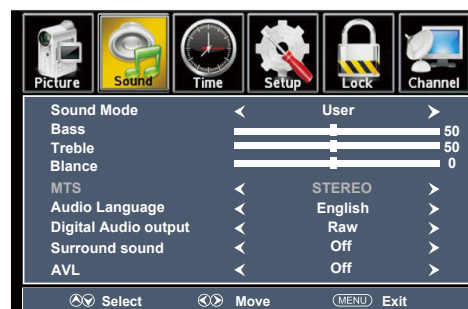 Picture Sound Time Setup Lock Channel
Sound Mode User
Bass 50
Treble 50
Blance 0
MTS STEREO
Audio Language English
Digital Audio output Raw
Surround sound Off
AVL Off
Select Move MENU Exit